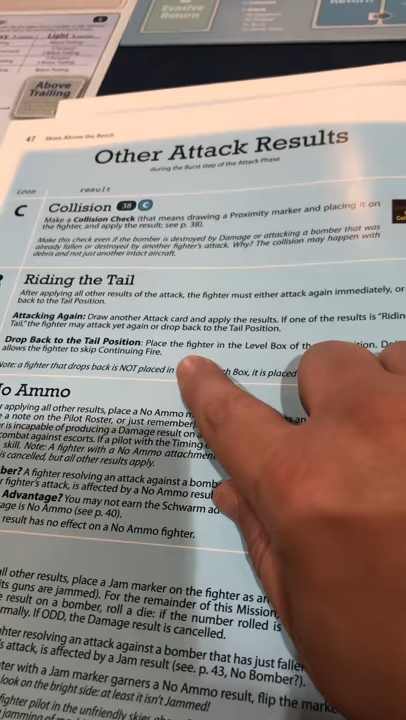 Evasive
Return
Light
Above
Trailing
47 Skies Above the Reich
Other Attack Results
during the Burst step of the Attack Phase
icon result
C Collision 38 C
Make a Collision Check (that means drawing a Proximity marker and placing it on
the fighter, and apply the result; see p. 38).
Make this check even if the bomber is destroyed by Damage or attacking a bomber that was
already fallen or destroyed by another fighter's attack. Why? The collision may happen with
debris and not just another intact aircraft.
Riding the Tail
After applying all other results of the attack, the fighter must either attack again immediately, or
back to the Tail Position.
Attacking Again: Draw another Attack card and apply the results. If one of the results is "Riding
Tail," the fighter may attack yet again or drop back to the Tail Position.
Drop Back to the Tail Position: Place the fighter in the Level Box of th
allows the fighter to skip Continuing Fire.
Note: a fighter that drops back is NOT placed in Box, it is placed
No Ammo
applying all other results, place a No Ammo
a note on the Pilot Roster, or just remember
er is incapable of producing a Damage result on
combat against escorts. If a pilot with the Timing
skill. Note: A fighter with a No Ammo attachment
is cancelled, but all other results apply.
ber? A fighter resolving an attack against a bomb
r fighter's attack, is affected by a No Ammo resul
Advantage? You may not earn the Schwarm ad
age is No Ammo (see p. 40).
result has no effect on a No Ammo fighter.
all other results, place a Jam marker on the fighter as an
its guns are jammed). For the remainder of this Mission,
e result on a bomber, roll a die: if the number rolled is
rmally. If ODD, the Damage result is cancelled.
hter resolving an attack against a bomber that has just falle
s attack, is affected by a Jam result (see. p. 43, No Bomber?).
ter with a Jam marker garners a No Ammo result, flip the marke
look on the bright side: at least it isn't Jammed!
fighter pilot in the unfriendly skies
jamming of